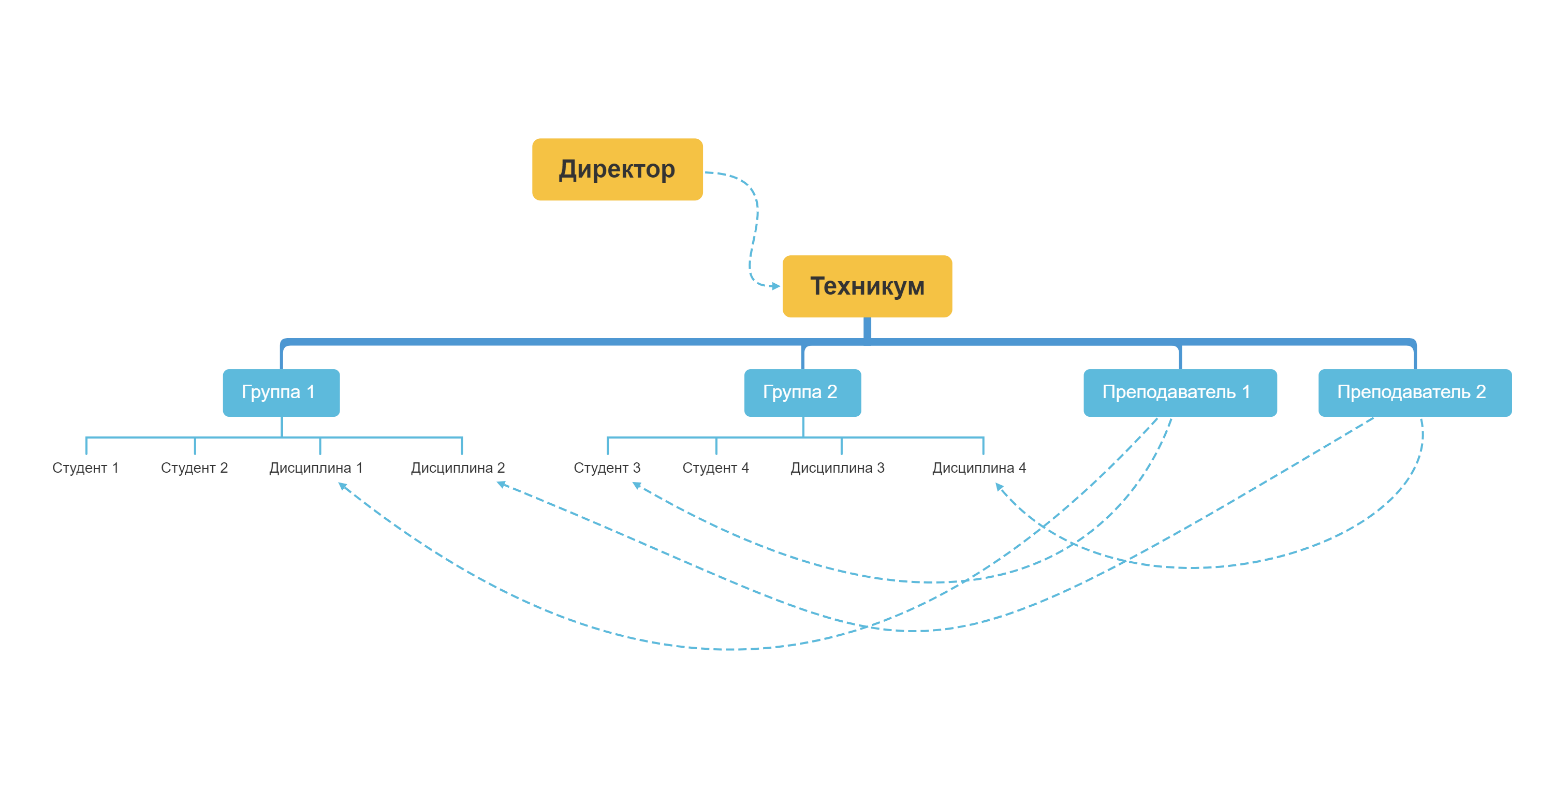 Директор
Техникум
Группа 1
Группа 2
Преподаватель 1
Преподаватель 2
Студент 1
Студент 2
Дисциплина 1
Дисциплина 2
Студент 3
Студент 4
Дисциплина 3
Дисциплина 4